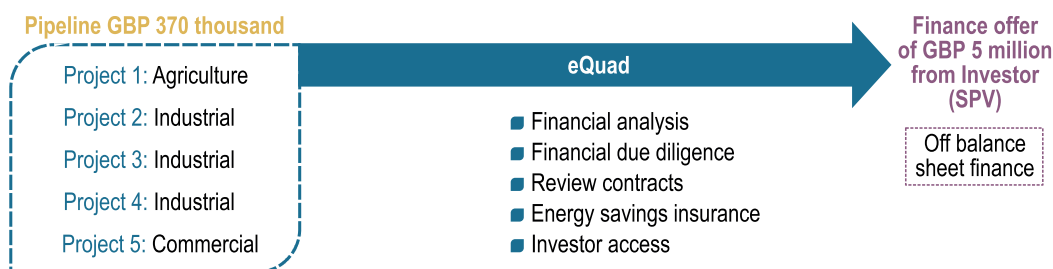 Pipeline GBP 370 thousand
Project 1: Agriculture
Project 2: Industrial
Project 3: Industrial
Project 4: Industrial
Project 5: Commercial
eQuad
Financial analysis
Financial due diligence
Review contracts
Energy savings insurance
Investor access
Finance offer
of GBP 5 million
from Investor
(SPV)
Off balance
sheet finance